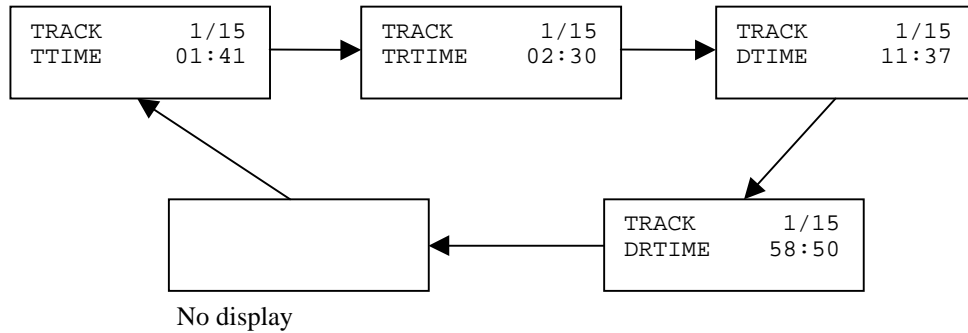 TRACK 1/15
TTIME 01:41
TRACK 1/15
TRTIME 02:30
TRACK 1/15
DTIME 11:37
TRACK 1/15
DRTIME 58:50
No display